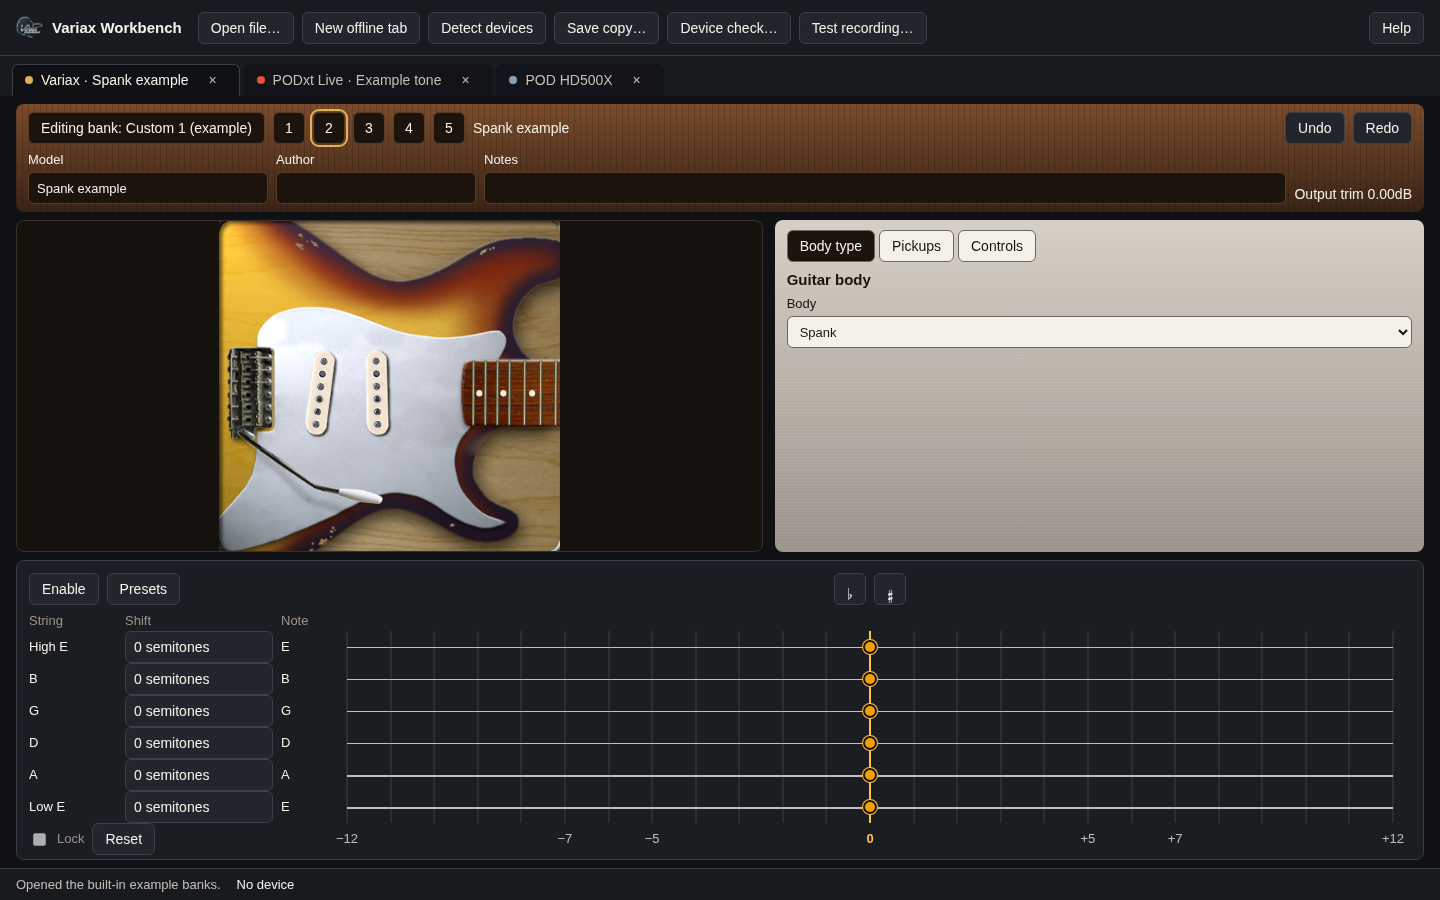 Variax Workbench Open file… New offline tab Detect devices Save copy… Device check… Test recording… Help
Variax · Spank example × PODxt Live · Example tone × POD HD500X ×
Editing bank: Custom 1 (example) 1 2 3 4 5 Spank example Undo Redo
Model Author Notes
Spank example Output trim 0.00dB
Body type Pickups Controls
Guitar body
Body
Spank
Enable Presets ♭ ♯
String Shift Note
High E 0 semitones E
B 0 semitones B
G 0 semitones G
D 0 semitones D
A 0 semitones A
Low E 0 semitones E
Lock Reset −12 −7 −5 0 +5 +7 +12
Opened the built-in example banks. No device